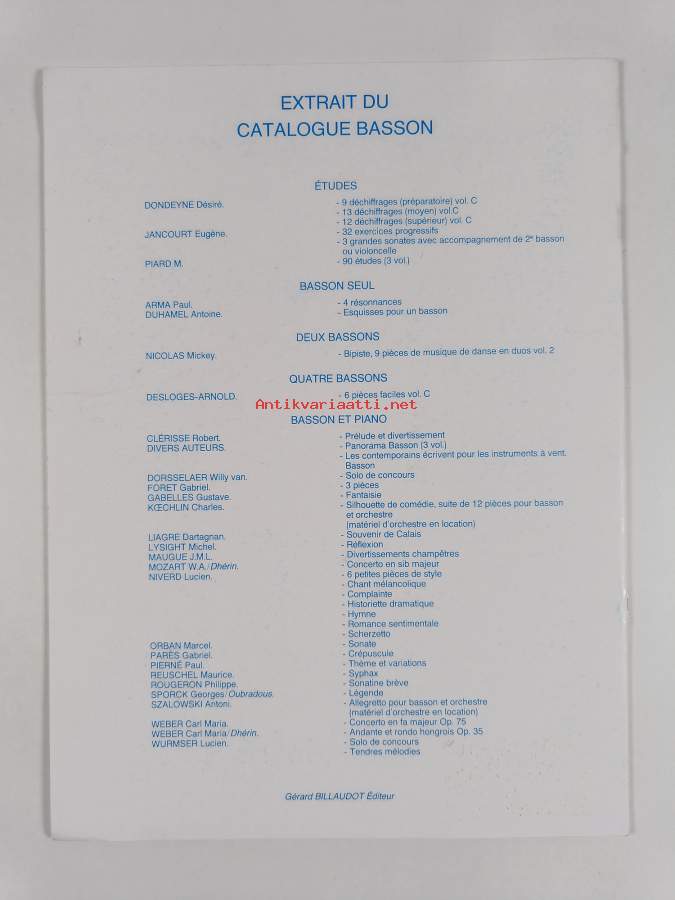 EXTRAIT DU
CATALOGUE BASSON
ÉTUDES
DONDEYNE Désiré. - 9 déchiffrages (préparatoire) vol. C
- 13 déchiffrages (moyen) vol.C
- 12 déchiffrages (supérieur) vol. C
JANCOURT Eugène. - 32 exercices progressifs
- 3 grandes sonates avec accompagnement de 2e basson
ou violoncelle
PIARD M. - 90 études (3 vol.)
BASSON SEUL
ARMA Paul. - 4 résonnances
DUHAMEL Antoine. - Esquisses pour un basson
DEUX BASSONS
NICOLAS Mickey. - Bipiste, 9 pièces de musique de danse en duos vol. 2
QUATRE BASSONS
DESLOGES-ARNOLD. - 6 pièces faciles vol. C
Antikvariaatti.net
BASSON ET PIANO
CLÉRISSE Robert. - Prélude et divertissement
DIVERS AUTEURS. - Panorama Basson (3 vol.)
- Les contemporains écrivent pour les instruments à vent.
Basson
DORSSELAER Willy van. - Solo de concours
FORET Gabriel. - 3 pièces
GABELLES Gustave. - Fantaisie
KŒCHLIN Charles. - Silhouette de comédie, suite de 12 pièces pour basson
et orchestre
(matériel d'orchestre en location)
LIAGRE Dartagnan. - Souvenir de Calais
LYSIGHT Michel. - Réflexion
MAUGUE J.M.L. - Divertissements champêtres
MOZART W.A./Dhérin. - Concerto en sib majeur
NIVERD Lucien. - 6 petites pièces de style
- Chant mélancolique
- Complainte
- Historiette dramatique
- Hymne
- Romance sentimentale
- Scherzetto
ORBAN Marcel. - Sonate
PARÈS Gabriel. - Crépuscule
PIERNÉ Paul. - Thème et variations
REUSCHEL Maurice. - Syphax
ROUGERON Philippe. - Sonatine brève
SPORCK Georges/Oubradous. - Légende
SZALOWSKI Antoni. - Allegretto pour basson et orchestre
(matériel d'orchestre en location)
WEBER Carl Maria. - Concerto en fa majeur Op. 75
WEBER Carl Maria/Dhérin. - Andante et rondo hongrois Op. 35
WURMSER Lucien. - Solo de concours
- Tendres mélodies
Gérard BILLAUDOT Éditeur